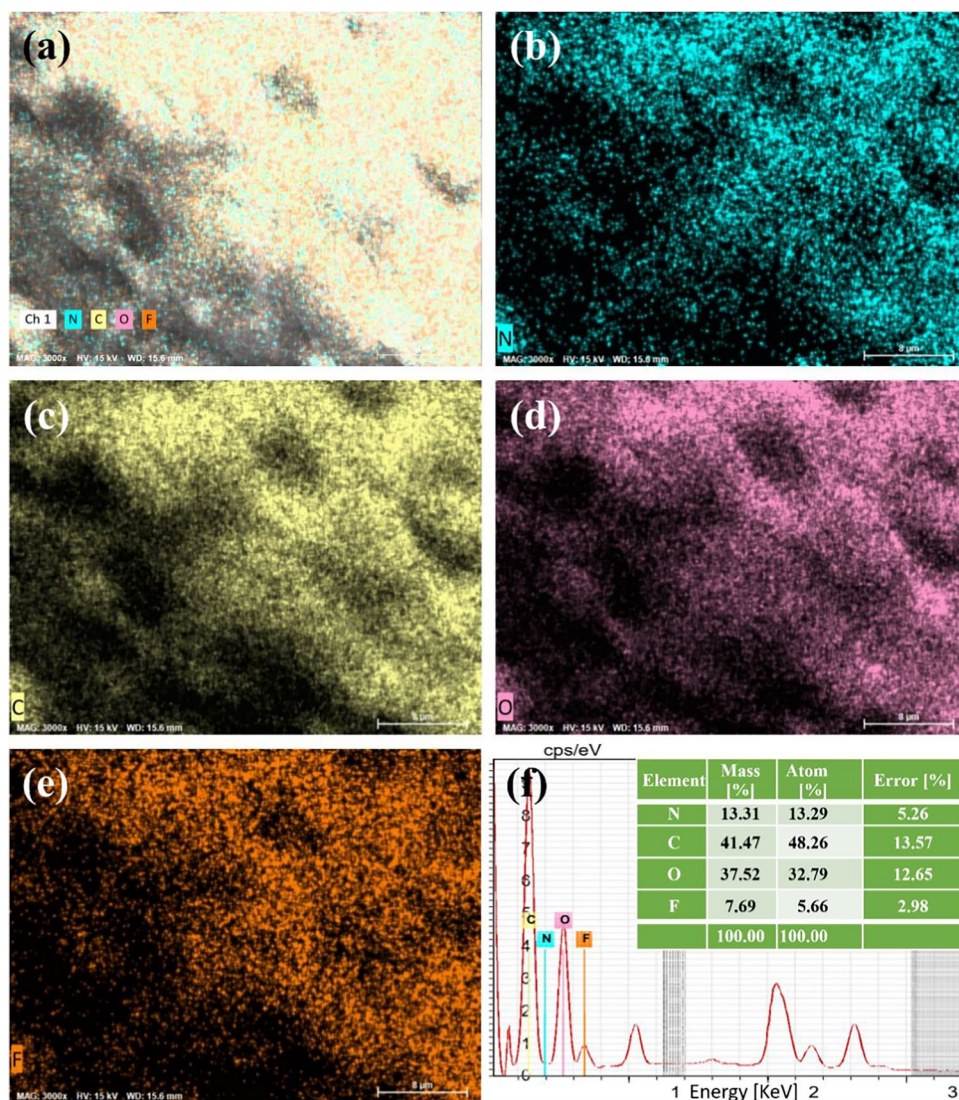 (a)
Ch 1 N C O F
MAG: 3000x HV: 15 kV WD: 15.6 mm
(b)
N
MAG: 3000x HV: 15 kV WD: 15.6 mm
8 µm
(c)
C
MAG: 3000x HV: 15 kV WD: 15.6 mm
8 µm
(d)
O
MAG: 3000x HV: 15 kV WD: 15.6 mm
8 µm
(e)
F
MAG: 3000x HV: 15 kV WD: 15.6 mm
8 µm
cps/eV
(f)
Element Mass [%] Atom [%] Error [%]
N 13.31 13.29 5.26
C 41.47 48.26 13.57
O 37.52 32.79 12.65
F 7.69 5.66 2.98
100.00 100.00
8
7
6
5
4
3
2
1
0
C N O F
1 Energy [KeV] 2 3